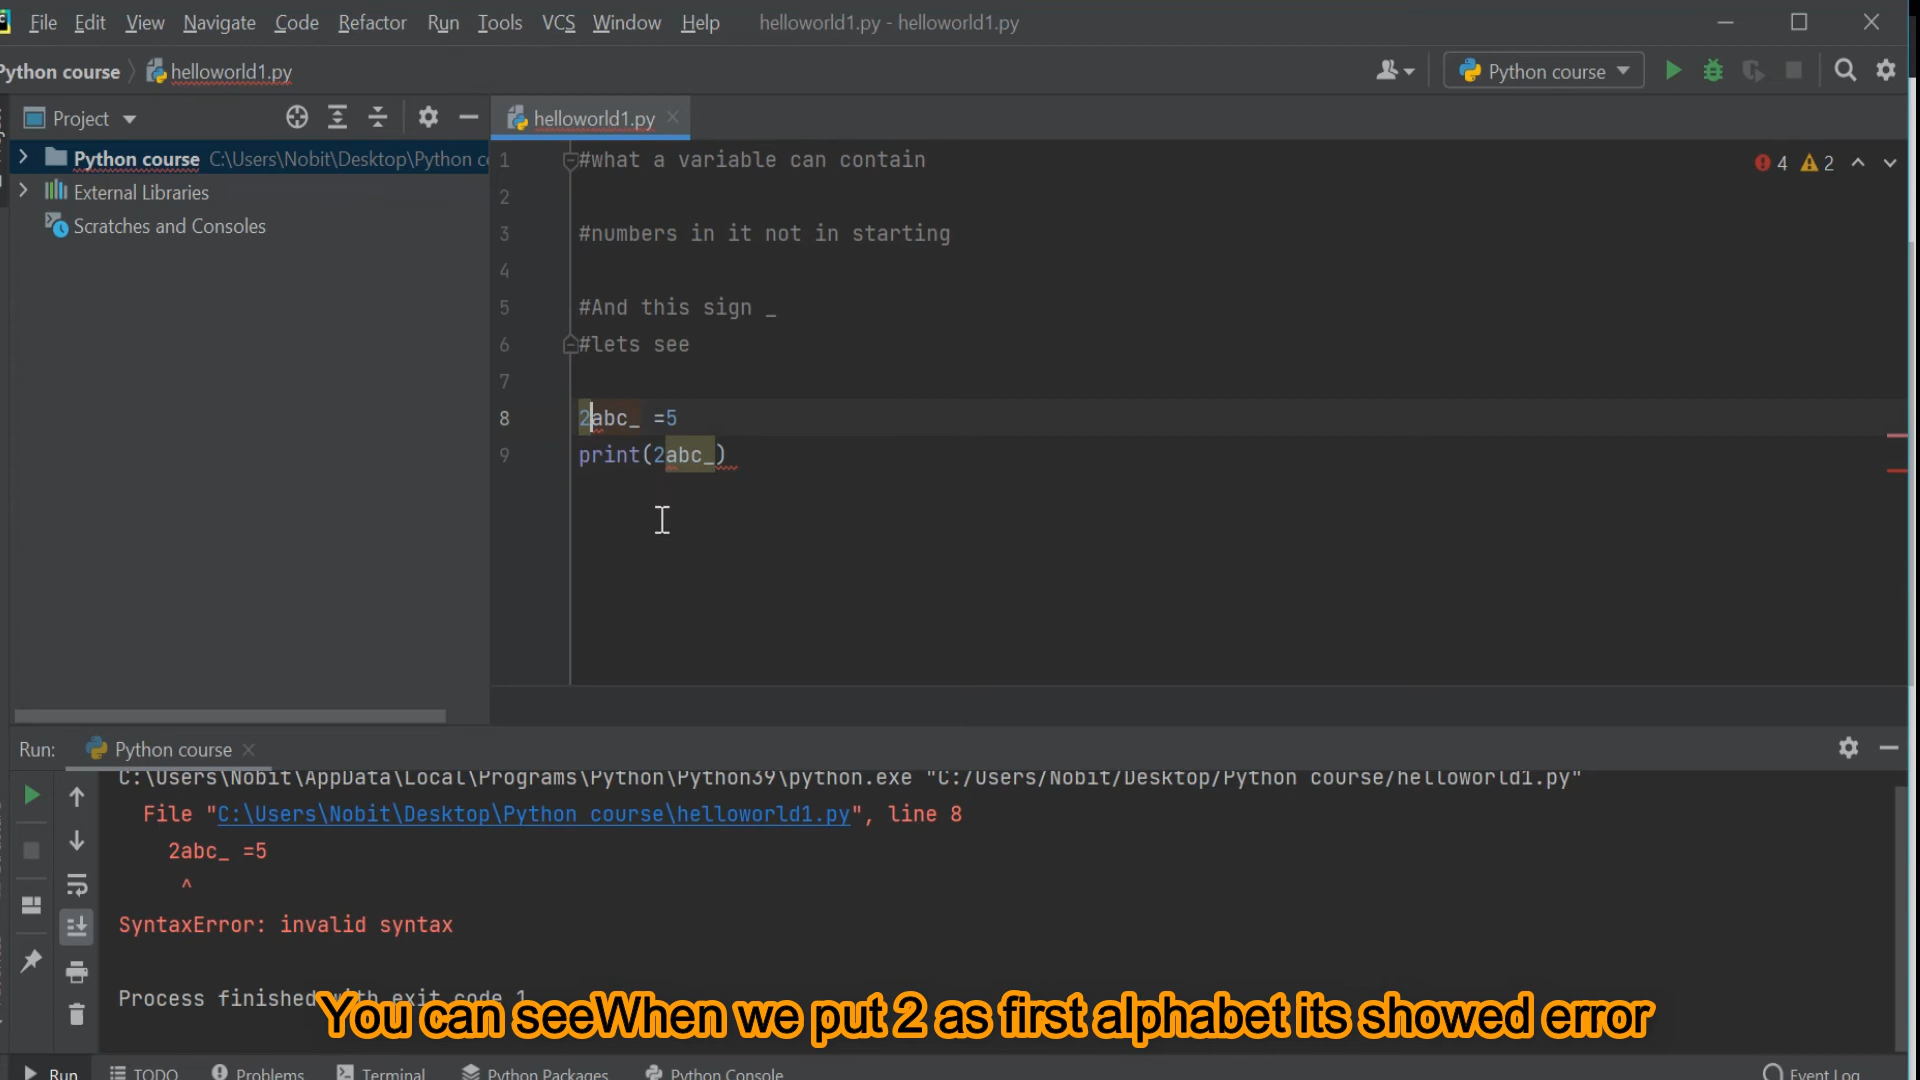 File Edit View Navigate Code Refactor Run Tools VCS Window Help helloworld1.py - helloworld1.py
Python course helloworld1.py Python course
Project helloworld1.py
Python course C:\Users\Nobit\Desktop\Python
External Libraries
Scratches and Consoles
4 2
1 #what a variable can contain
2
3 #numbers in it not in starting
4
5 #And this sign _
6 #lets see
7
8 2abc_ =5
9 print(2abc_)
Run: Python course
C:\Users\Nobit\AppData\Local\Programs\Python\Python39\python.exe "C:/Users/Nobit/Desktop/Python course/helloworld1.py"
File "C:\Users\Nobit\Desktop\Python course\helloworld1.py", line 8
2abc_ =5
^
SyntaxError: invalid syntax
Process finished with exit code 1
You can seeWhen we put 2 as first alphabet its showed error
Run TODO Problems Terminal Python Packages Python Console Event Log